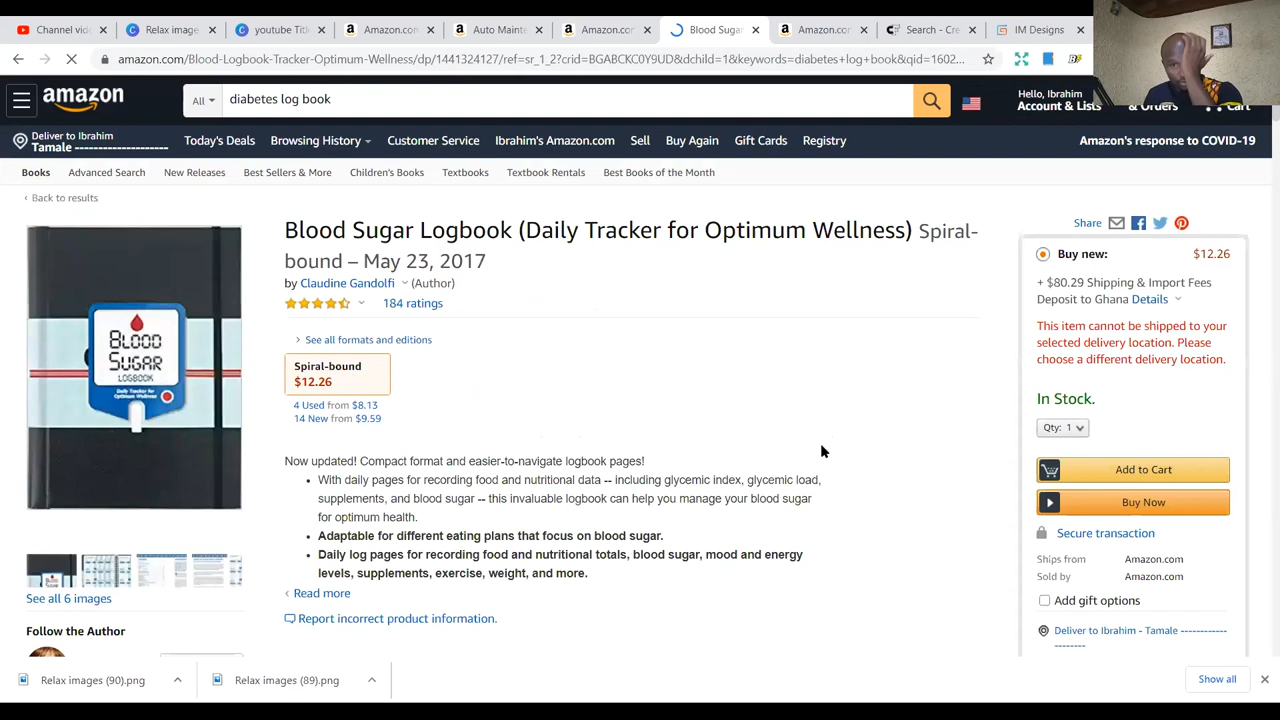 Channel vid
Relax image
youtube Titl
Amazon.con
Auto Mainte
Amazon.con
Blood Suga
Amazon.com
Search - Cre
IM Designs
amazon.com/Blood-Logbook-Tracker-Optimum-Wellness/dp/1441324127/ref=sr_1_2?crid=BGABCKC0Y9UD&dchild=1&keywords=diabetes+log+book&qid=1602...
amazon
All
diabetes log book
Hello, Ibrahim
Account & Lists
& Orders
Cart
Deliver to Ibrahim
Tamale --------------------
Today's Deals
Browsing History
Customer Service
Ibrahim's Amazon.com
Sell
Buy Again
Gift Cards
Registry
Amazon's response to COVID-19
Books
Advanced Search
New Releases
Best Sellers & More
Children's Books
Textbooks
Textbook Rentals
Best Books of the Month
‹ Back to results
BLOOD
SUGAR
LOGBOOK
Daily Tracker for
Optimum Wellness
See all 6 images
Follow the Author
Blood Sugar Logbook (Daily Tracker for Optimum Wellness) Spiral-
bound – May 23, 2017
by Claudine Gandolfi (Author)
184 ratings
› See all formats and editions
Spiral-bound
$12.26
4 Used from $8.13
14 New from $9.59
Now updated! Compact format and easier-to-navigate logbook pages!
• With daily pages for recording food and nutritional data -- including glycemic index, glycemic load,
supplements, and blood sugar -- this invaluable logbook can help you manage your blood sugar
for optimum health.
• Adaptable for different eating plans that focus on blood sugar.
• Daily log pages for recording food and nutritional totals, blood sugar, mood and energy
levels, supplements, exercise, weight, and more.
‹ Read more
Report incorrect product information.
Share
Buy new:
$12.26
+ $80.29 Shipping & Import Fees
Deposit to Ghana Details
This item cannot be shipped to your
selected delivery location. Please
choose a different delivery location.
In Stock.
Qty: 1
Add to Cart
Buy Now
Secure transaction
Ships from Amazon.com
Sold by Amazon.com
Add gift options
Deliver to Ibrahim - Tamale ------------
-------
Relax images (90).png
Relax images (89).png
Show all